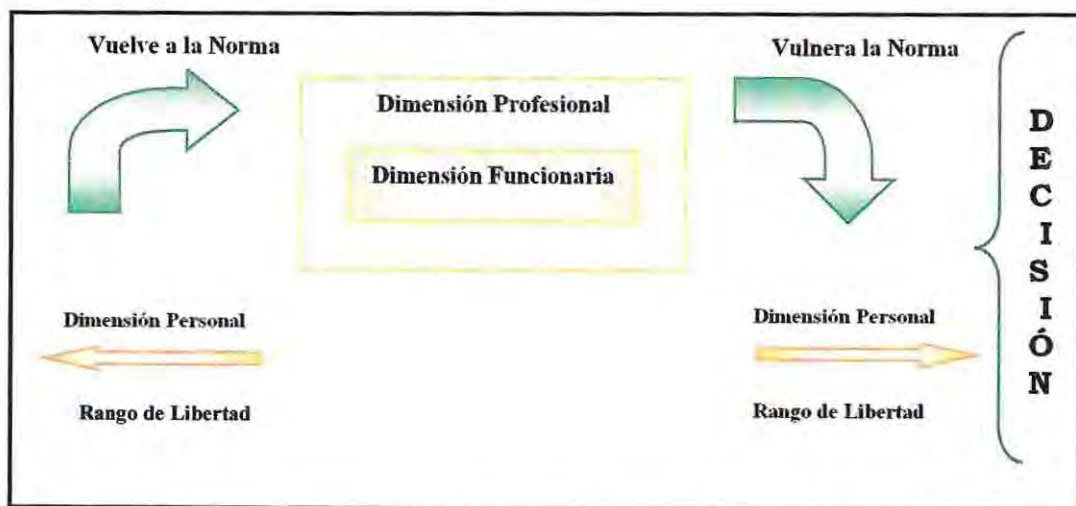 Vuelve a la Norma
Vulnera la Norma
Dimensión Profesional
Dimensión Funcionaria
Dimensión Personal
Dimensión Personal
Rango de Libertad
Rango de Libertad
DECISIÓN